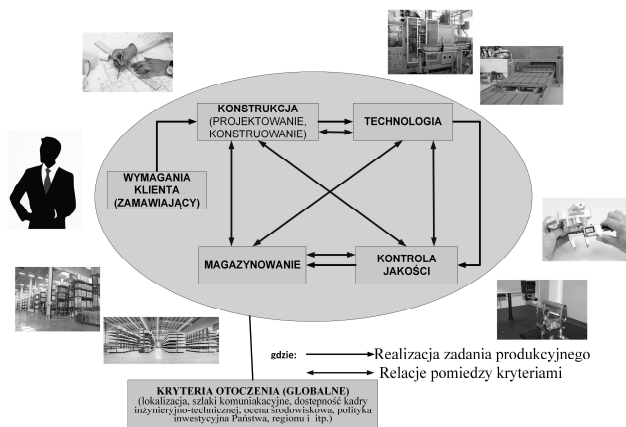 KONSTRUKCJA
(PROJEKTOWANIE,
KONSTRUOWANIE)
TECHNOLOGIA
WYMAGANIA
KLIENTA
(ZAMAWIAJĄCY)
MAGAZYNOWANIE
KONTROLA
JAKOŚCI
gdzie:
Realizacja zadania produkcyjnego
Relacje pomiedzy kryteriami
KRYTERIA OTOCZENIA (GLOBALNE)
(lokalizacja, szlaki komuniakacyjne, dostępność kadry
inżynieryjno-technicznej, ocena środowiskowa, polityka
inwestycyjna Państwa, regionu i itp.)